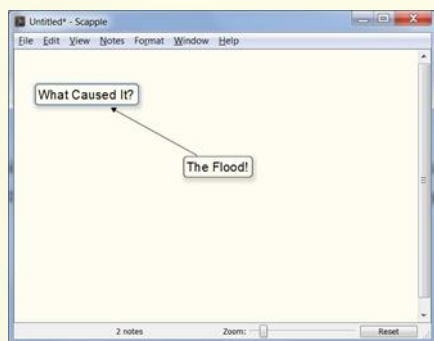 Untitled* - Scapple
File Edit View Notes Format Window Help
What Caused It?
The Flood!
2 notes Zoom: Reset